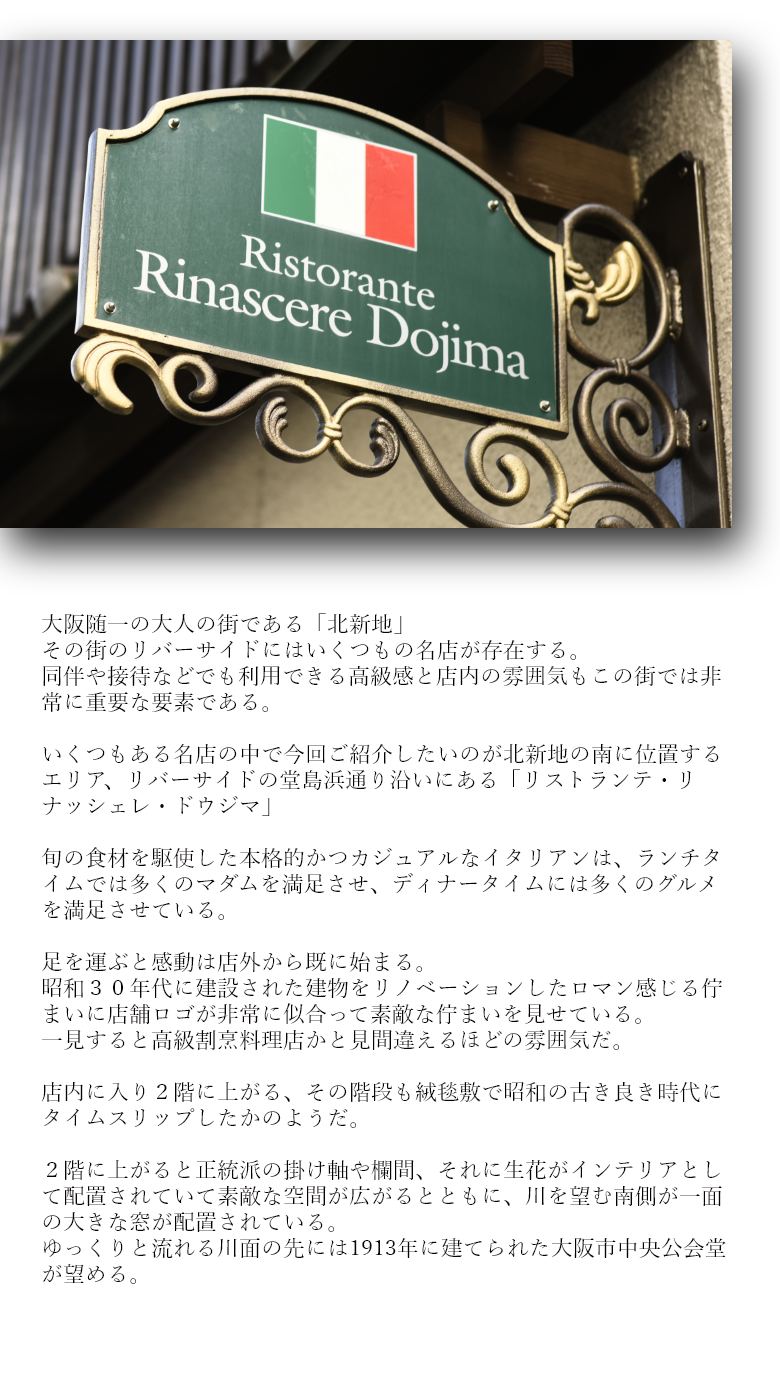 Ristorante
Rinascere Dojima
大阪随一の大人の街である「北新地」
その街のリバーサイドにはいくつもの名店が存在する。
同伴や接待などでも利用できる高級感と店内の雰囲気もこの街では非
常に重要な要素である。
いくつもある名店の中で今回ご紹介したいのが北新地の南に位置する
エリア、リバーサイドの堂島浜通り沿いにある「リストランテ・リ
ナッシェレ・ドウジマ」
旬の食材を駆使した本格的かつカジュアルなイタリアンは、ランチタ
イムでは多くのマダムを満足させ、ディナータイムには多くのグルメ
を満足させている。
足を運ぶと感動は店外から既に始まる。
昭和３０年代に建設された建物をリノベーションしたロマン感じる佇
まいに店舗ロゴが非常に似合って素敵な佇まいを見せている。
一見すると高級割烹料理店かと見間違えるほどの雰囲気だ。
店内に入り２階に上がる、その階段も絨毯敷で昭和の古き良き時代に
タイムスリップしたかのようだ。
２階に上がると正統派の掛け軸や欄間、それに生花がインテリアとし
て配置されていて素敵な空間が広がるとともに、川を望む南側が一面
の大きな窓が配置されている。
ゆっくりと流れる川面の先には1913年に建てられた大阪市中央公会堂
が望める。